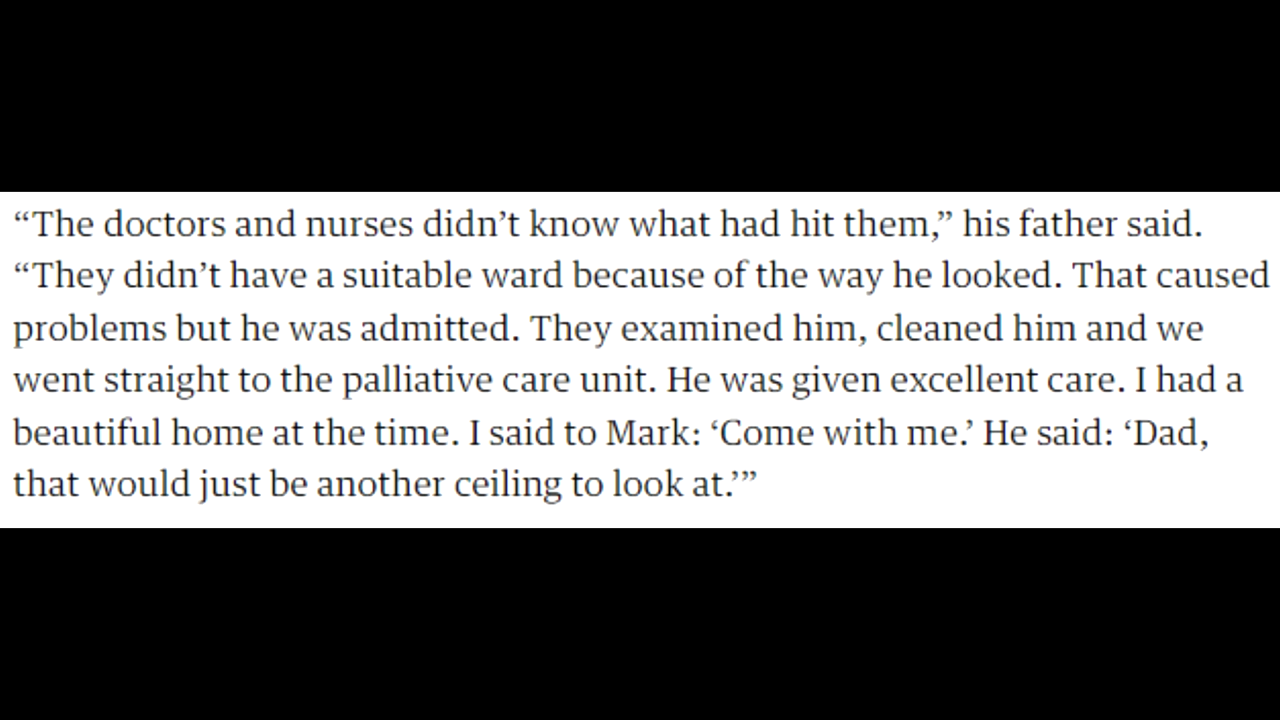 “The doctors and nurses didn’t know what had hit them,” his father said.
“They didn’t have a suitable ward because of the way he looked. That caused
problems but he was admitted. They examined him, cleaned him and we
went straight to the palliative care unit. He was given excellent care. I had a
beautiful home at the time. I said to Mark: ‘Come with me.’ He said: ‘Dad,
that would just be another ceiling to look at.’”